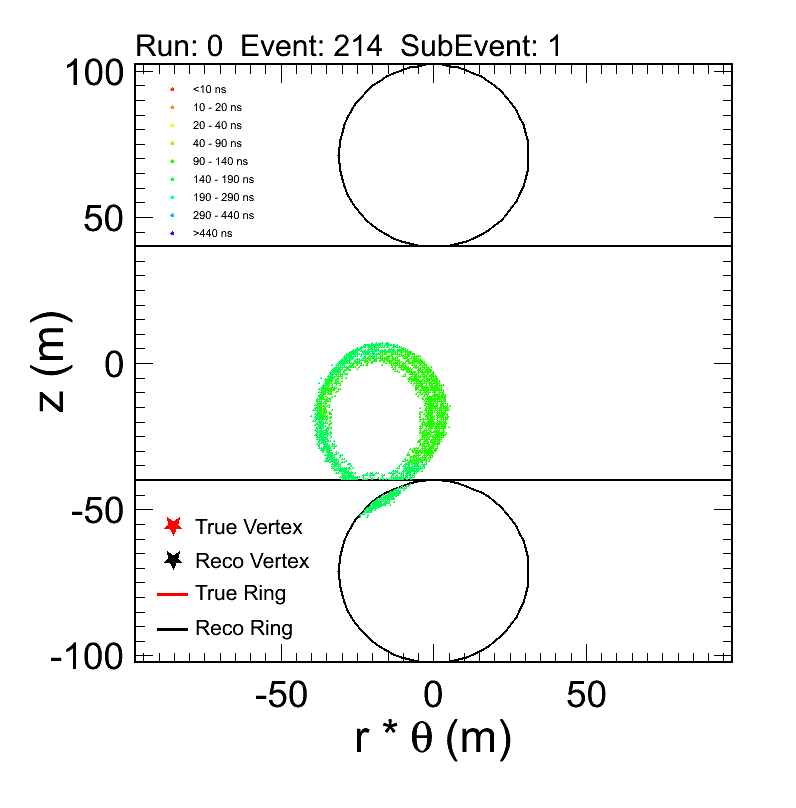 Run: 0  Event: 214  SubEvent: 1
100
<10 ns
10 - 20 ns
20 - 40 ns
40 - 90 ns
90 - 140 ns
140 - 190 ns
190 - 290 ns
290 - 440 ns
>440 ns
50
0
-50
-100
z (m)
True Vertex
Reco Vertex
True Ring
Reco Ring
-50 0 50
r * θ (m)